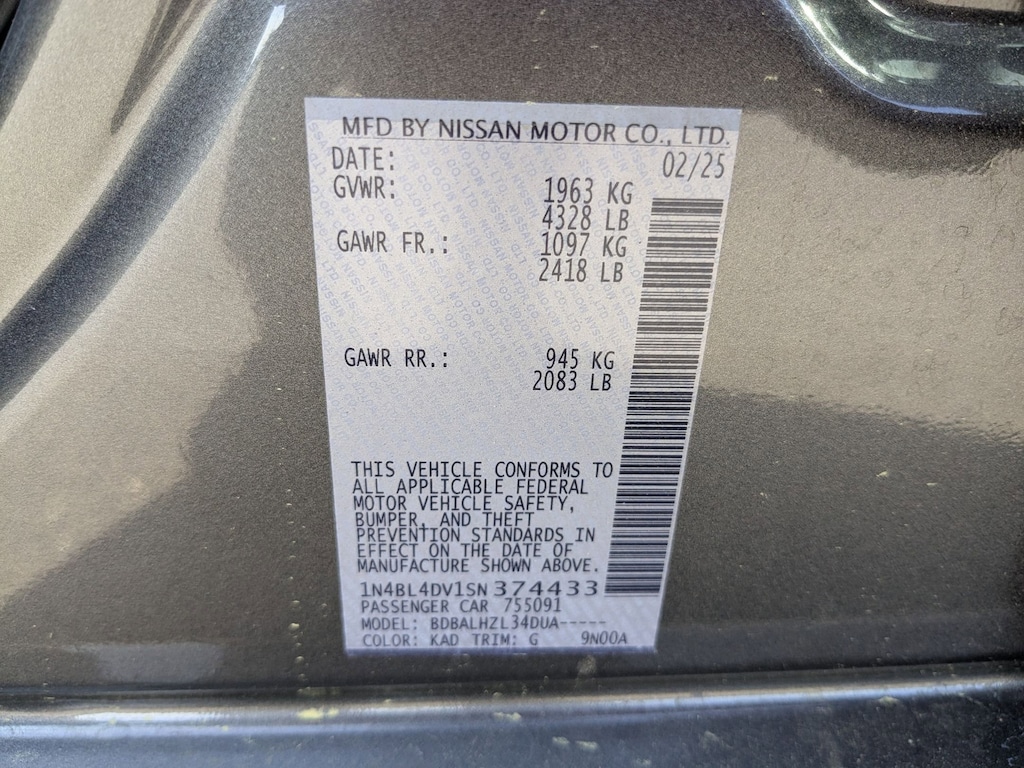 MFD BY NISSAN MOTOR CO., LTD.
DATE: 02/25
GVWR: 1963 KG
4328 LB
GAWR FR.: 1097 KG
2418 LB
GAWR RR.: 945 KG
2083 LB
THIS VEHICLE CONFORMS TO
ALL APPLICABLE FEDERAL
MOTOR VEHICLE SAFETY,
BUMPER, AND THEFT
PREVENTION STANDARDS IN
EFFECT ON THE DATE OF
MANUFACTURE SHOWN ABOVE.
1N4BL4DV1SN374433
PASSENGER CAR 755091
MODEL: BDBALHZL34DUA-----
COLOR: KAD TRIM: G 9N00A